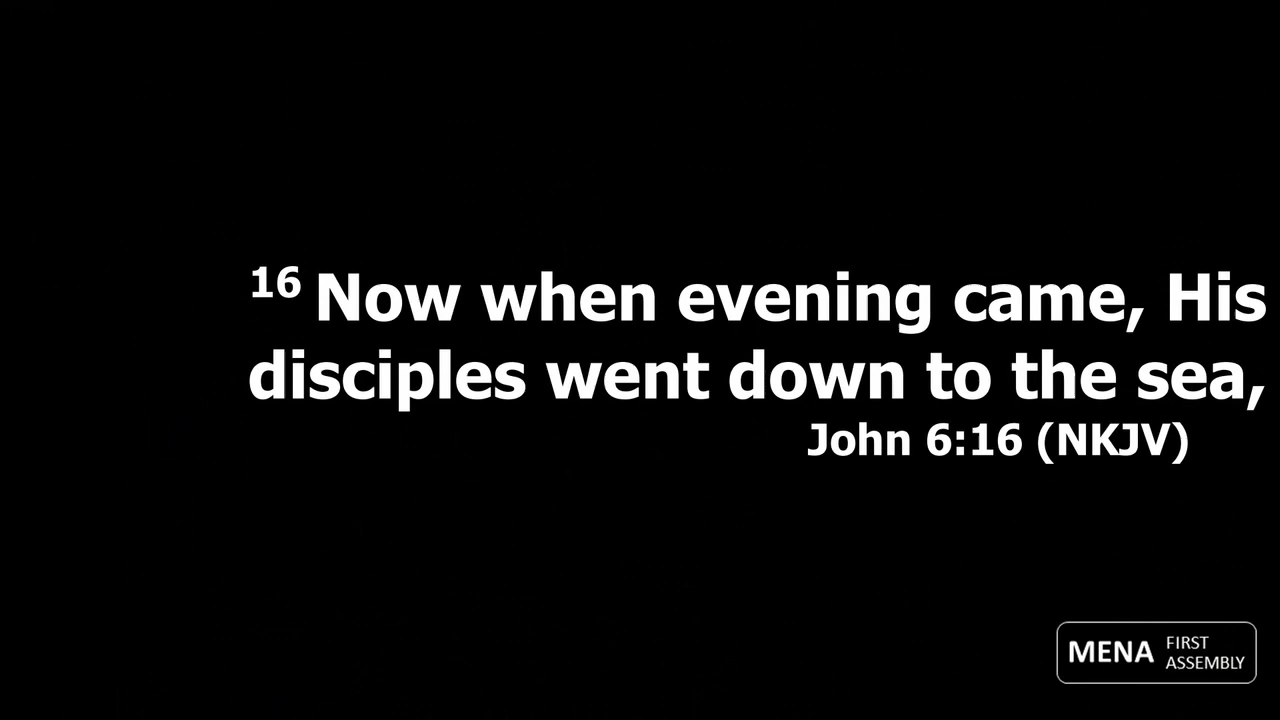 16 Now when evening came, His
disciples went down to the sea,
John 6:16 (NKJV)
MENA FIRST
ASSEMBLY